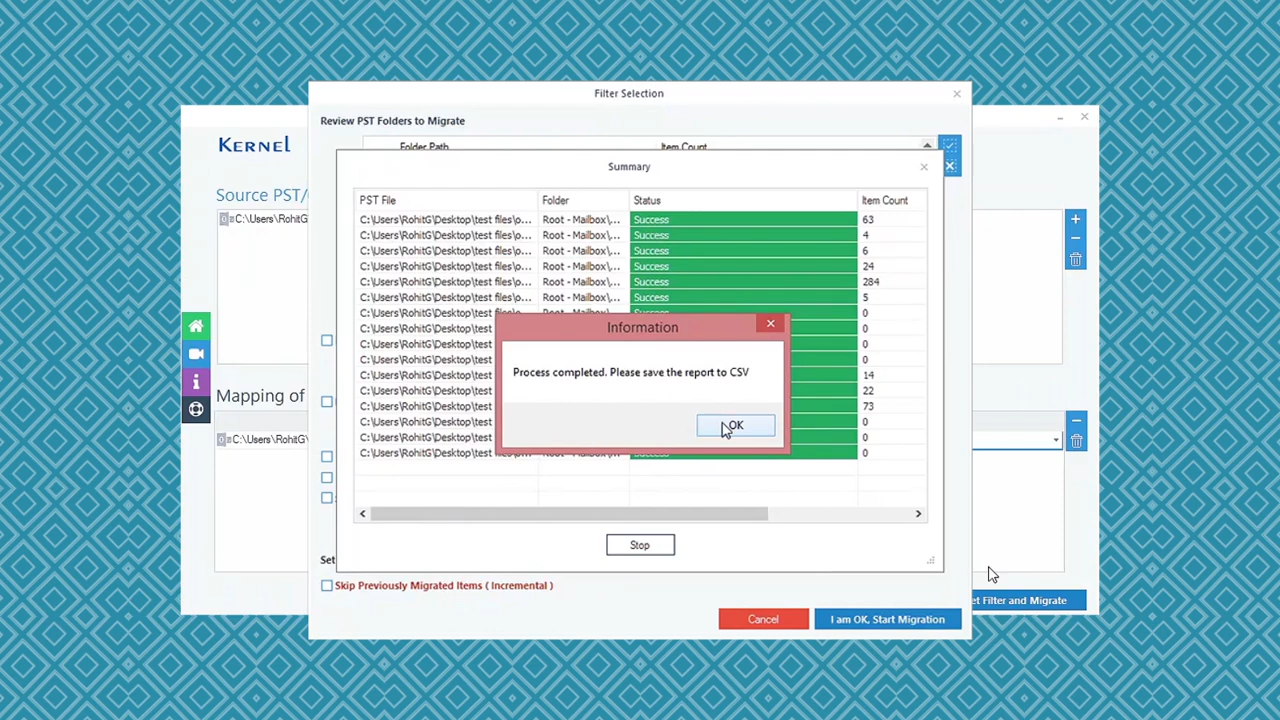 Filter Selection
Review PST Folders to Migrate
KERNEL
Folder Path Item Count
Summary
Source PST/
PST File Folder Status Item Count
C:\Users\RohitG\ C:\Users\RohitG\Desktop\test files\o... Root - Mailbox\... Success 63
C:\Users\RohitG\Desktop\test files\o... Root - Mailbox\... Success 4
C:\Users\RohitG\Desktop\test files\o... Root - Mailbox\... Success 6
C:\Users\RohitG\Desktop\test files\o... Root - Mailbox\... Success 24
C:\Users\RohitG\Desktop\test files\o... Root - Mailbox\... Success 284
C:\Users\RohitG\Desktop\test files\o... Root - Mailbox\... Success 5
C:\Users\RohitG\Desktop\test files\o... Root - Mailbox\... Success 0
C:\Users\RohitG\Desktop\test 0
Information
C:\Users\RohitG\Desktop\test 0
C:\Users\RohitG\Desktop\test 0
C:\Users\RohitG\Desktop\test 14
Process completed. Please save the report to CSV
C:\Users\RohitG\Desktop\test 22
Mapping of
C:\Users\RohitG\Desktop\test 73
C:\Users\RohitG\Desktop\test 0
OK
C:\Users\RohitG\ C:\Users\RohitG\Desktop\test 0
C:\Users\RohitG\Desktop\test files\o... Root - Mailbox\... Success 0
Stop
Set
Skip Previously Migrated Items ( Incremental )
et Filter and Migrate
Cancel I am OK, Start Migration